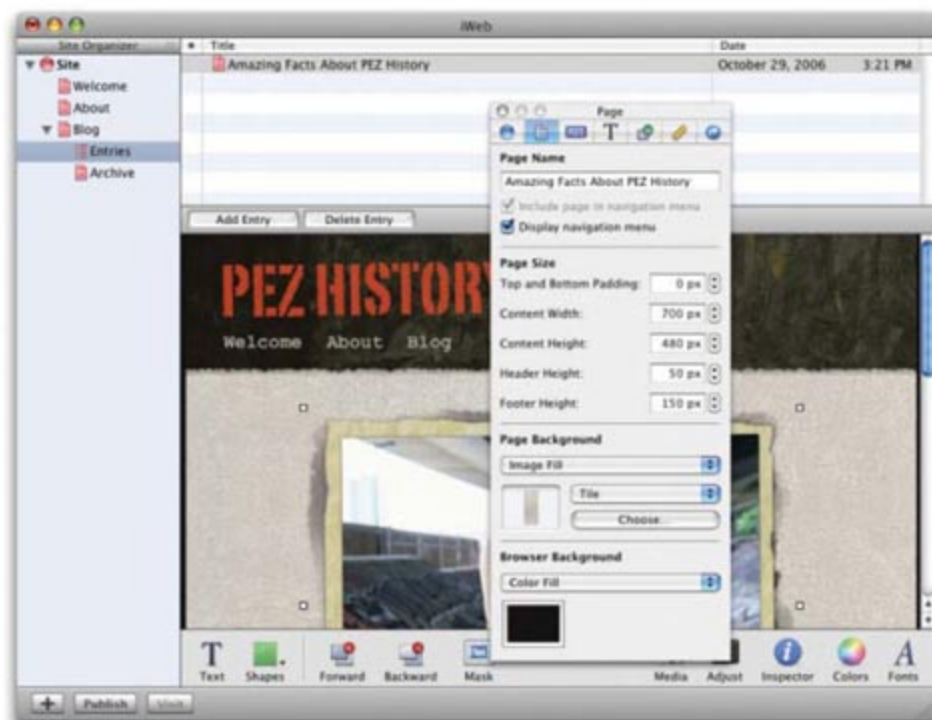 iWeb
Site Organizer
Title Date
Site
Amazing Facts About PEZ History October 29, 2006 3:21 PM
Welcome
About
Blog
Entries
Archive
Page
Page Name
Amazing Facts About PEZ History
Include page in navigation menu
Display navigation menu
Add Entry Delete Entry
Page Size
Top and Bottom Padding: 0 px
Content Width: 700 px
Content Height: 480 px
Header Height: 50 px
Footer Height: 150 px
PEZ HISTORY
Welcome About Blog
Page Background
Image Fill
Tile
Choose...
Browser Background
Color Fill
Text Shapes Forward Backward Mask Media Adjust Inspector Colors Fonts
Publish Visit